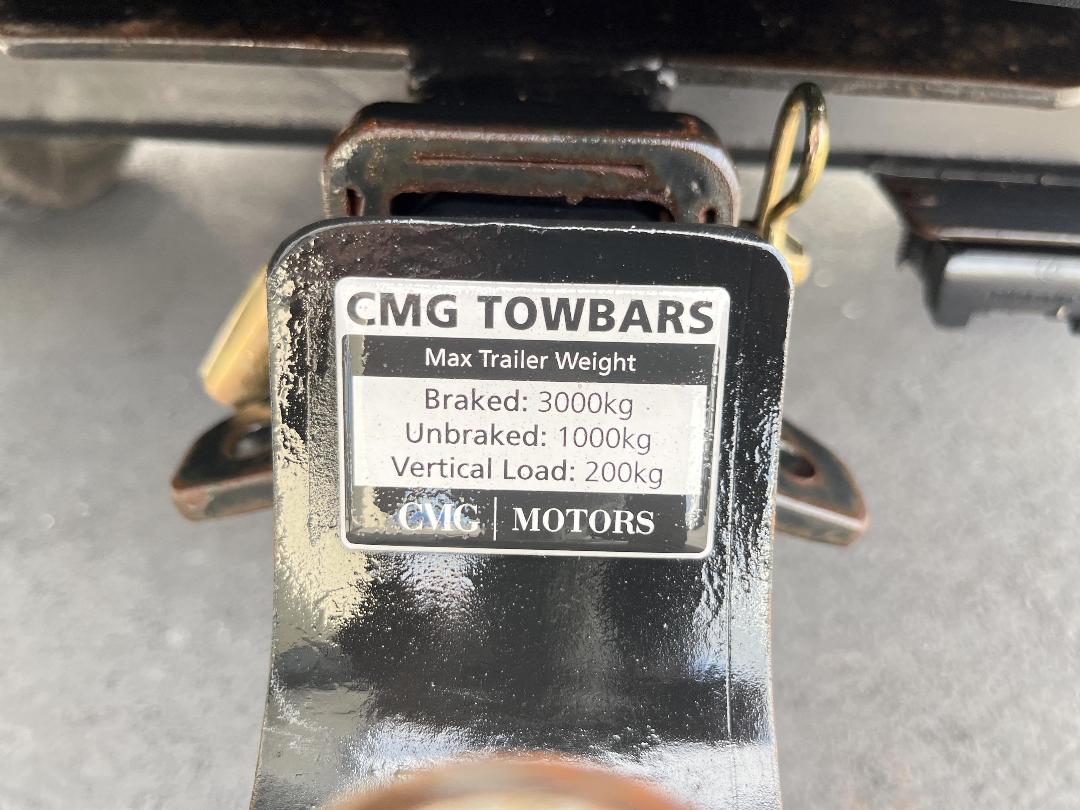 CMG TOWBARS
Max Trailer Weight
Braked: 3000kg
Unbraked: 1000kg
Vertical Load: 200kg
CMG | MOTORS